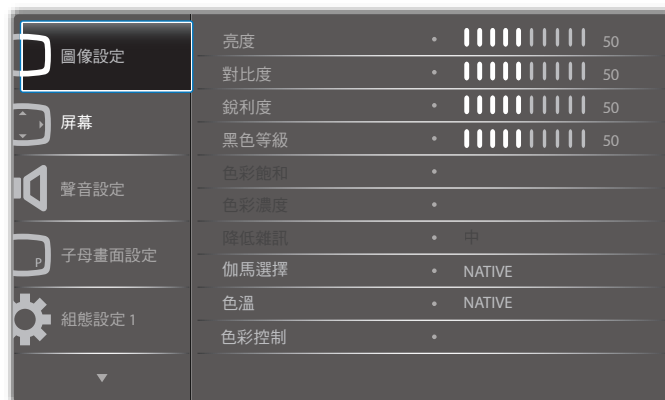 圖像設定
屏幕
聲音設定
P
子母畫面設定
組態設定 1
亮度 50
對比度 50
銳利度 50
黑色等級 50
色彩飽和
色彩濃度
降低雜訊 中
伽馬選擇 NATIVE
色溫 NATIVE
色彩控制